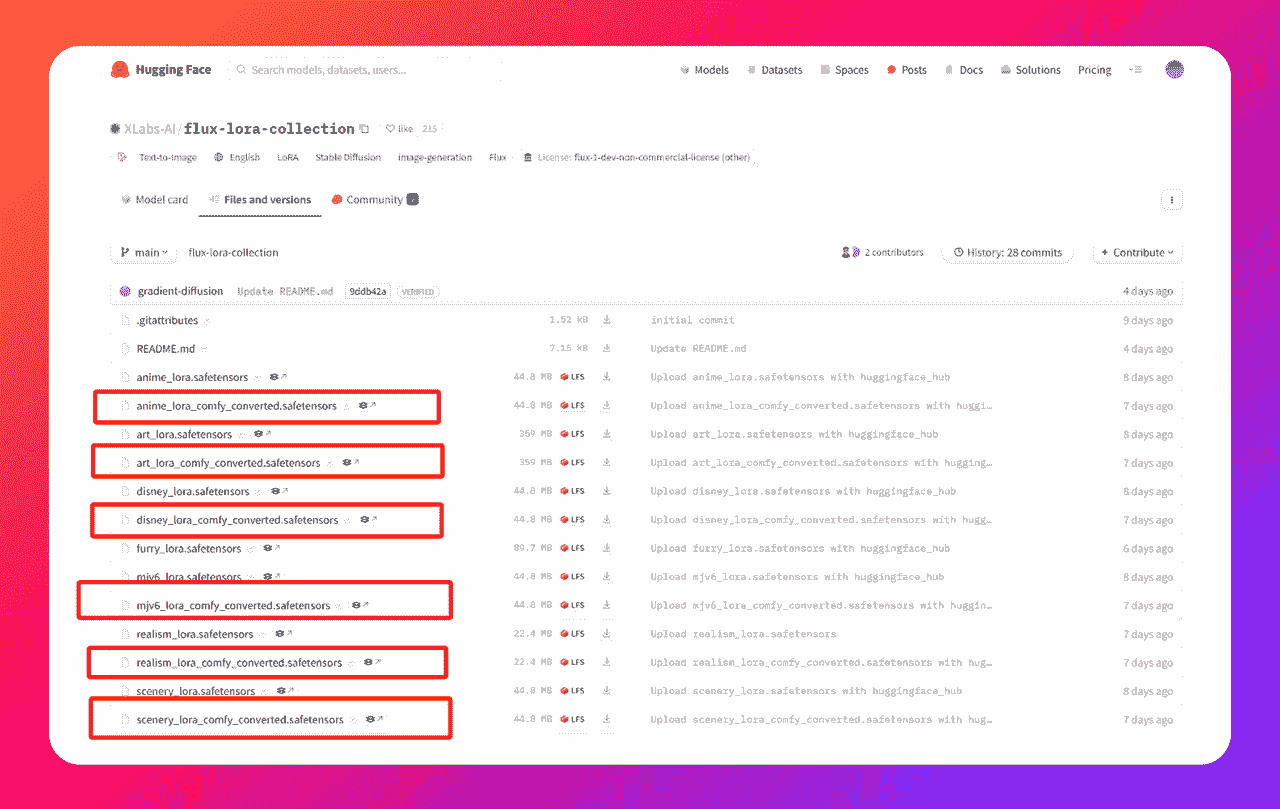 Hugging Face Search models, datasets, users... Models Datasets Spaces Posts Docs Solutions Pricing
XLabs-AI/flux-lora-collection like 215
Text-to-Image English LoRA Stable Diffusion image-generation Flux License: flux-1-dev-non-commercial-license (other)
Model card Files and versions Community
main flux-lora-collection 2 contributors History: 28 commits + Contribute
gradient-diffusion Update README.md 9ddb42a VERIFIED 4 days ago
.gitattributes 1.52 kB initial commit 9 days ago
README.md 7.15 kB Update README.md 4 days ago
anime_lora.safetensors 44.8 MB LFS Upload anime_lora.safetensors with huggingface_hub 8 days ago
anime_lora_comfy_converted.safetensors 44.8 MB LFS Upload anime_lora_comfy_converted.safetensors with huggi… 7 days ago
art_lora.safetensors 359 MB LFS Upload art_lora.safetensors with huggingface_hub 8 days ago
art_lora_comfy_converted.safetensors 359 MB LFS Upload art_lora_comfy_converted.safetensors with hugging… 7 days ago
disney_lora.safetensors 44.8 MB LFS Upload disney_lora.safetensors with huggingface_hub 8 days ago
disney_lora_comfy_converted.safetensors 44.8 MB LFS Upload disney_lora_comfy_converted.safetensors with hugg… 7 days ago
furry_lora.safetensors 89.7 MB LFS Upload furry_lora.safetensors with huggingface_hub 6 days ago
mjv6_lora.safetensors 44.8 MB LFS Upload mjv6_lora.safetensors with huggingface_hub 8 days ago
mjv6_lora_comfy_converted.safetensors 44.8 MB LFS Upload mjv6_lora_comfy_converted.safetensors with huggin… 7 days ago
realism_lora.safetensors 22.4 MB LFS Upload realism_lora.safetensors 9 days ago
realism_lora_comfy_converted.safetensors 22.4 MB LFS Upload realism_lora_comfy_converted.safetensors with hug… 7 days ago
scenery_lora.safetensors 44.8 MB LFS Upload scenery_lora.safetensors with huggingface_hub 8 days ago
scenery_lora_comfy_converted.safetensors 44.8 MB LFS Upload scenery_lora_comfy_converted.safetensors with hug… 7 days ago